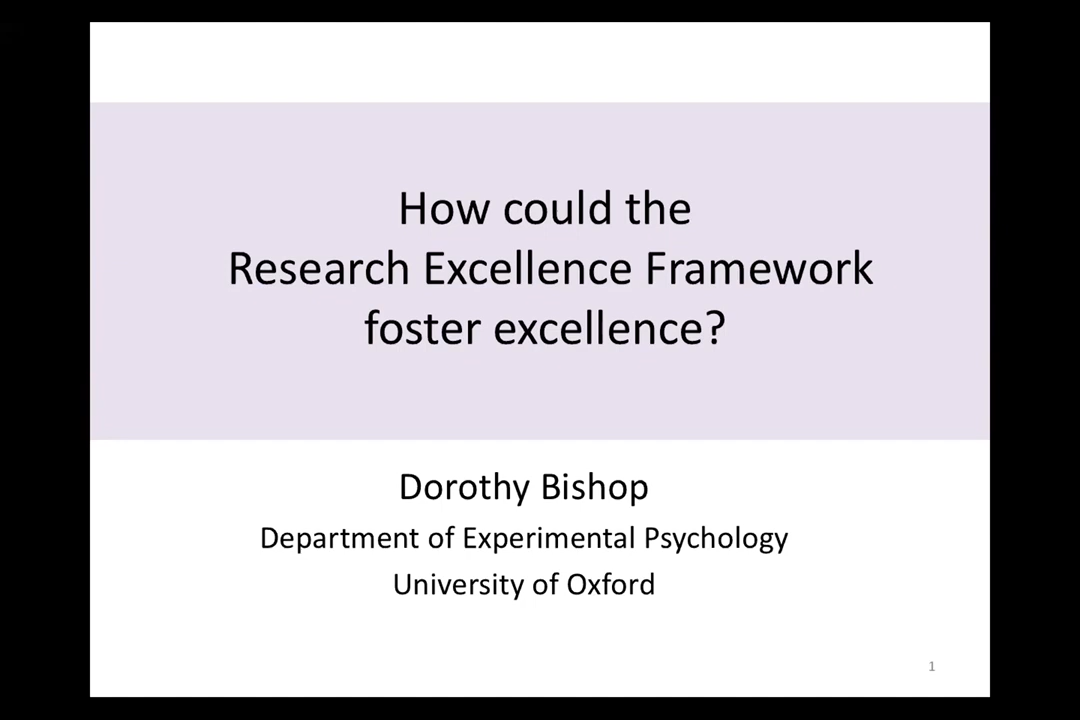 How could the
Research Excellence Framework
foster excellence?
Dorothy Bishop
Department of Experimental Psychology
University of Oxford
1